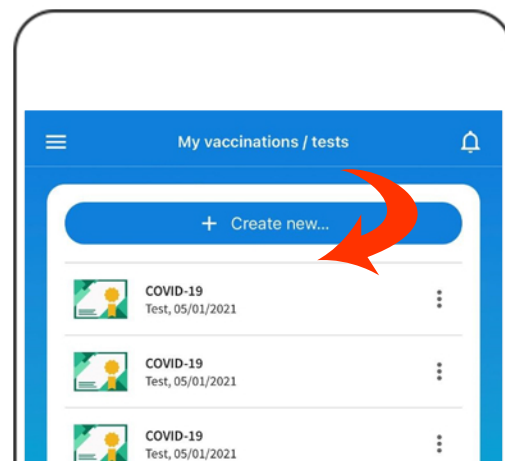 My vaccinations / tests
+ Create new...
COVID-19
Test, 05/01/2021
COVID-19
Test, 05/01/2021
COVID-19
Test, 05/01/2021